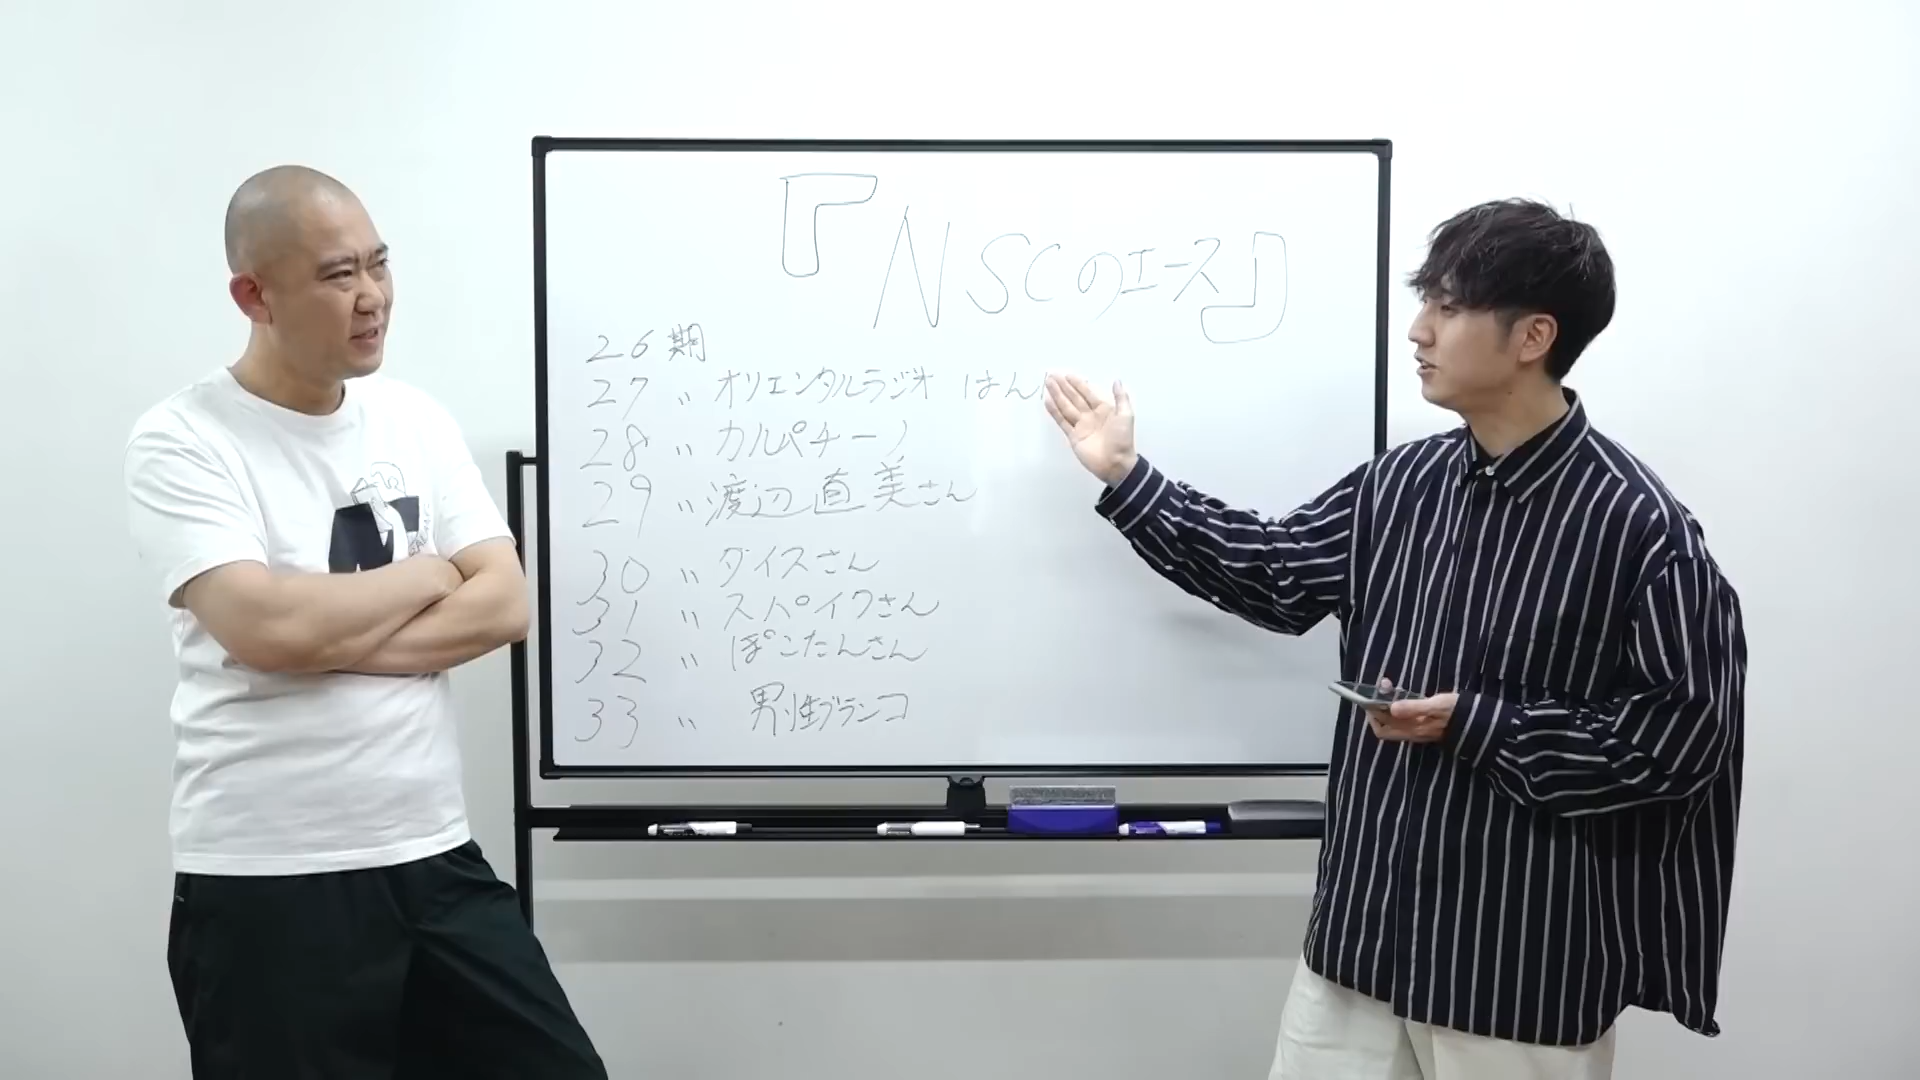 『NSCのエース』
26期
27〃オリエンタルラジオ はん
28〃カルパチーノ
29〃渡辺直美さん
30〃ダイスさん
31〃スパイクさん
32〃ぽこたんさん
33〃男性ブランコ